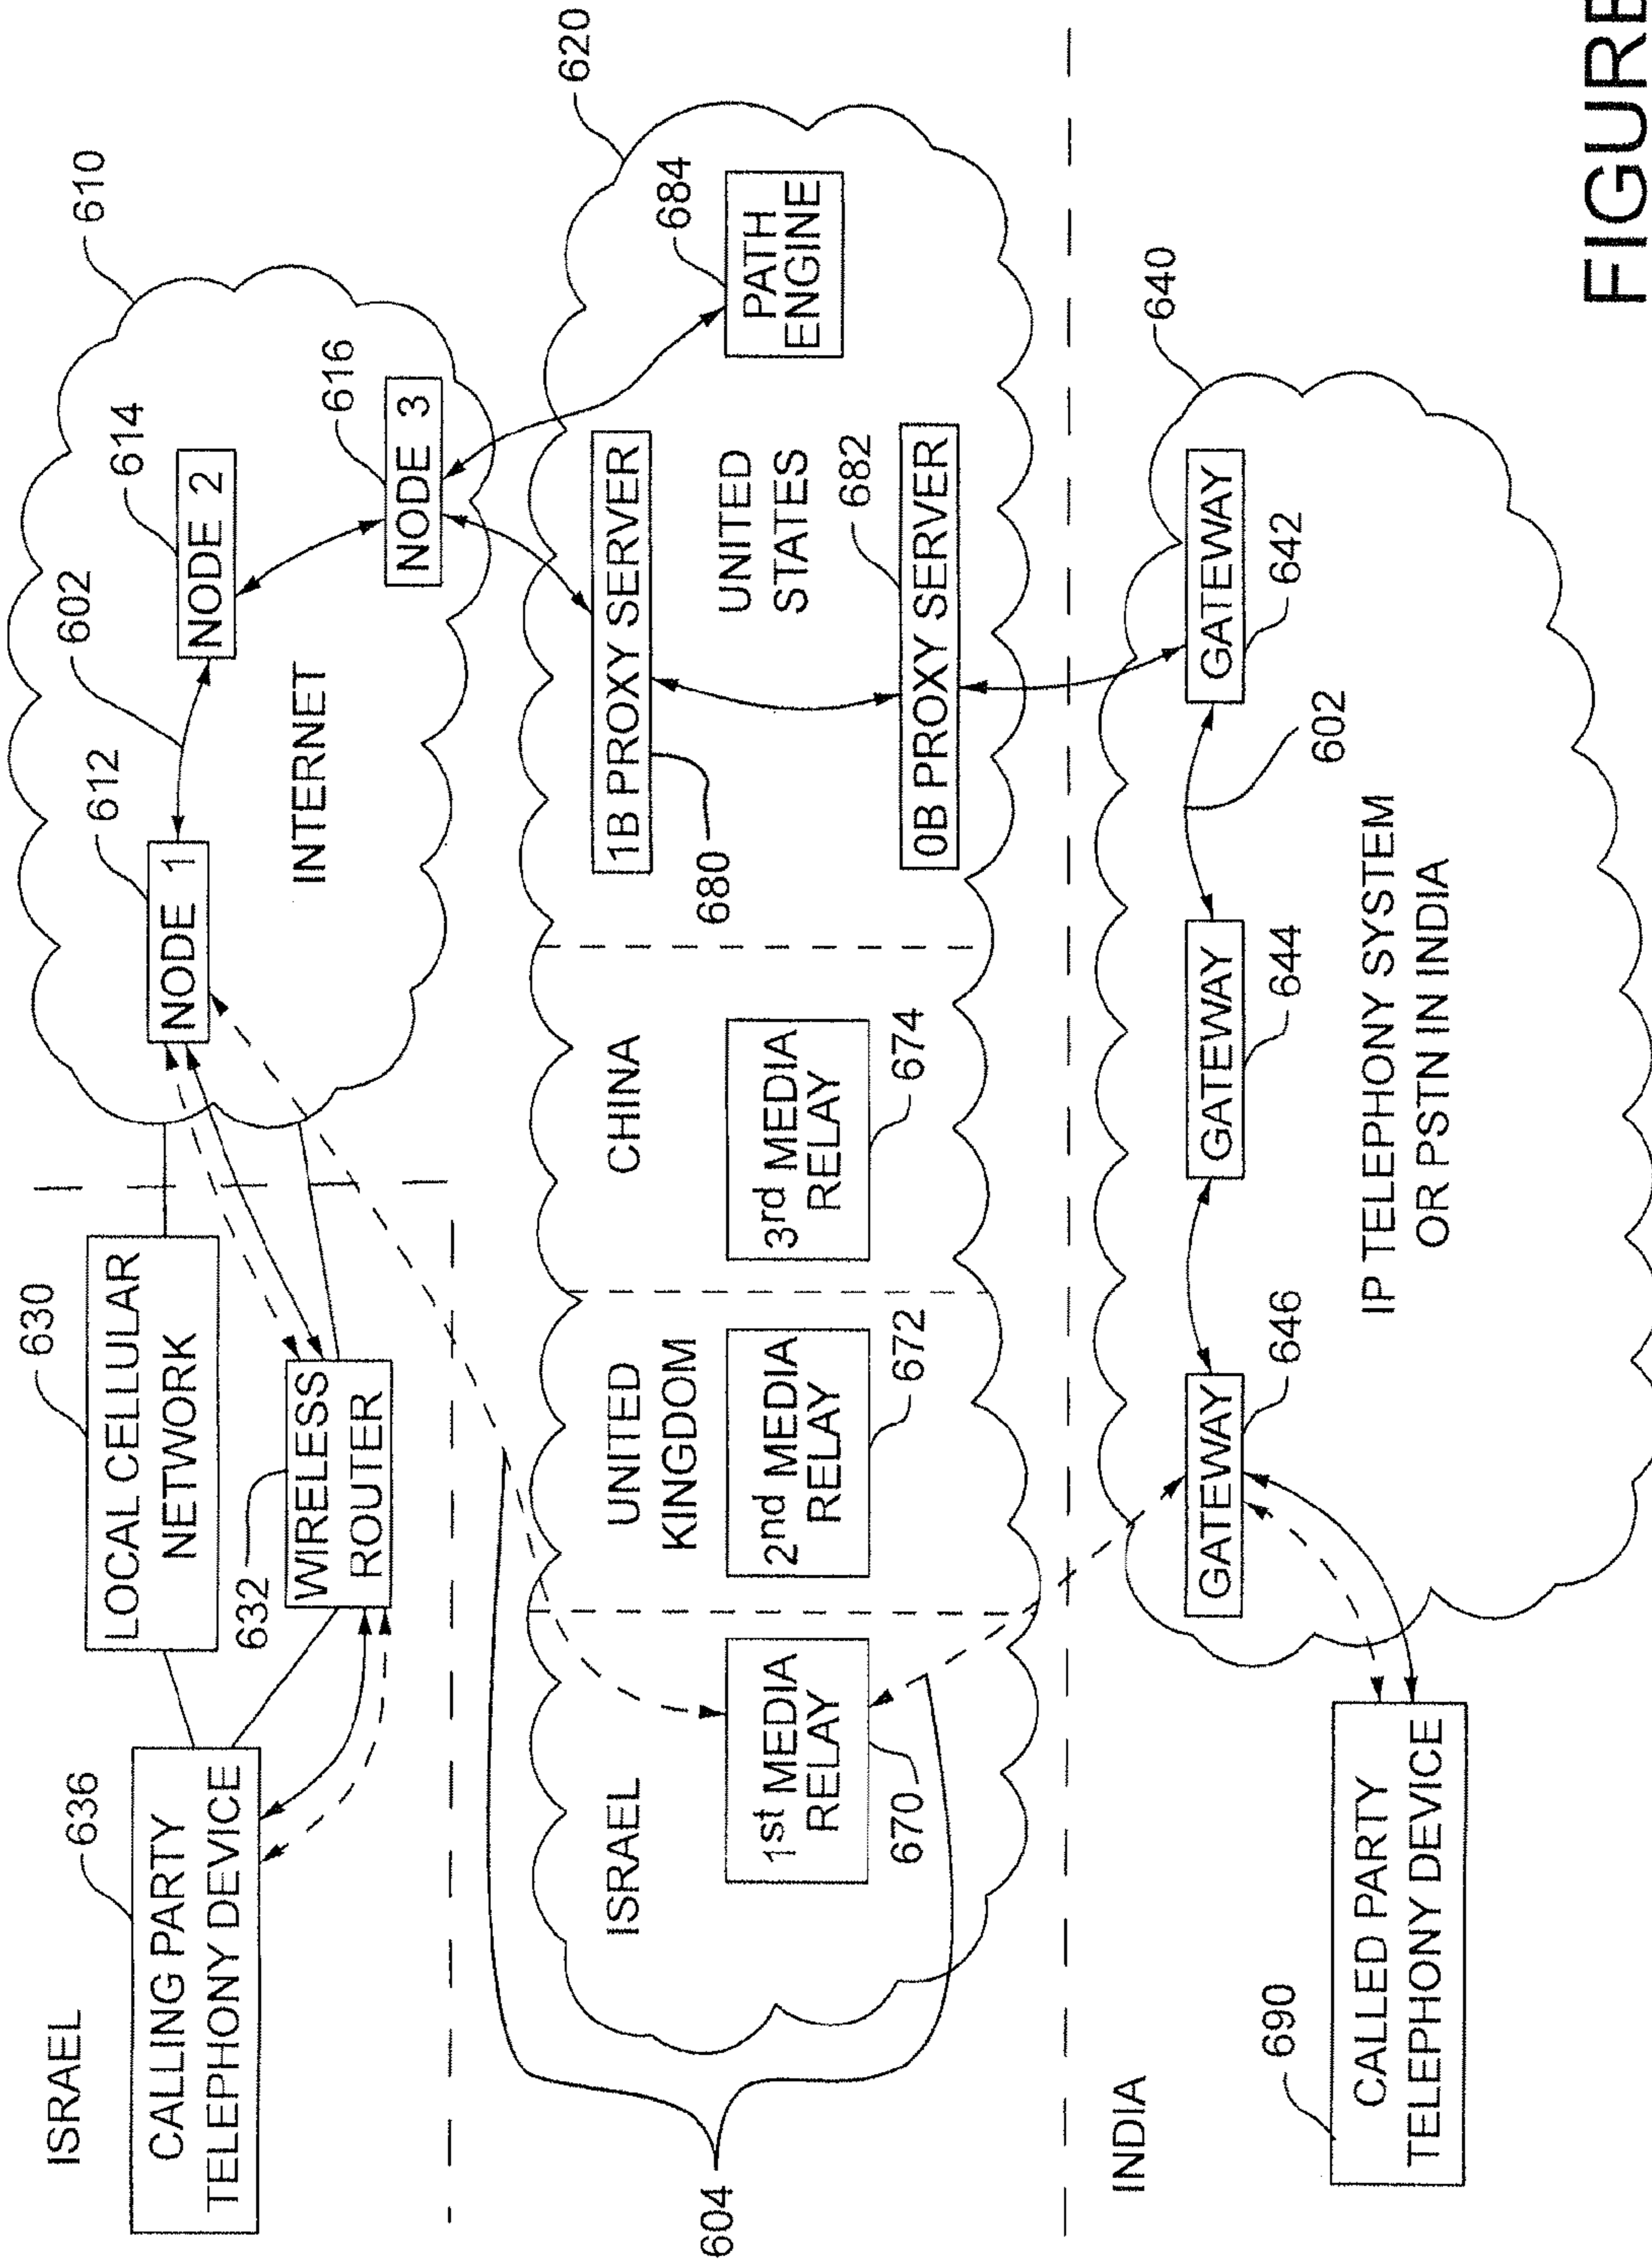 ISRAEL
636
CALLING PARTY
TELEPHONY DEVICE
630
LOCAL CELLULAR
NETWORK
632
WIRELESS
ROUTER
610
612
NODE 1
602
614
NODE 2
616
NODE 3
INTERNET
620
604
ISRAEL
1st MEDIA
RELAY
670
UNITED
KINGDOM
2nd MEDIA
RELAY
672
CHINA
3rd MEDIA
RELAY
674
1B PROXY SERVER
680
UNITED
STATES
682
0B PROXY SERVER
684
PATH
ENGINE
INDIA
690
CALLED PARTY
TELEPHONY DEVICE
640
GATEWAY
646
GATEWAY
644
GATEWAY
642
602
IP TELEPHONY SYSTEM
OR PSTN IN INDIA
FIGURE